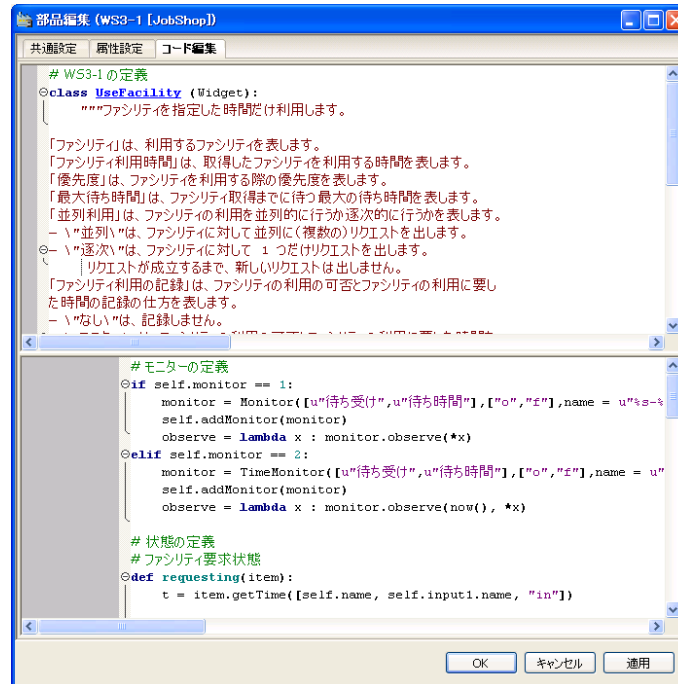 部品編集 (WS3-1 [JobShop])
共通設定 属性設定 コード編集
# WS3-1の定義
class UseFacility (Widget):
"""ファシリティを指定した時間だけ利用します。
「ファシリティ」は、利用するファシリティを表します。
「ファシリティ利用時間」は、取得したファシリティを利用する時間を表します。
「優先度」は、ファシリティを利用する際の優先度を表します。
「最大待ち時間」は、ファシリティ取得までに待つ最大の待ち時間を表します。
「並列利用」は、ファシリティの利用を並列的に行うか逐次的に行うかを表します。
- \"並列\"は、ファシリティに対して並列に(複数の)リクエストを出します。
- \"逐次\"は、ファシリティに対して 1 つだけリクエストを出します。
リクエストが成立するまで、新しいリクエストは出しません。
「ファシリティ利用の記録」は、ファシリティの利用の可否とファシリティの利用に要し
た時間の記録の仕方を表します。
- \"なし\"は、記録しません。
# モニターの定義
if self.monitor == 1:
monitor = Monitor([u"待ち受け",u"待ち時間"],["o","f"],name = u"%s-%
self.addMonitor(monitor)
observe = lambda x : monitor.observe(*x)
elif self.monitor == 2:
monitor = TimeMonitor([u"待ち受け",u"待ち時間"],["o","f"],name = u"
self.addMonitor(monitor)
observe = lambda x : monitor.observe(now(), *x)
# 状態の定義
# ファシリティ要求状態
def requesting(item):
t = item.getTime([self.name, self.input1.name, "in"])
OK キャンセル 適用